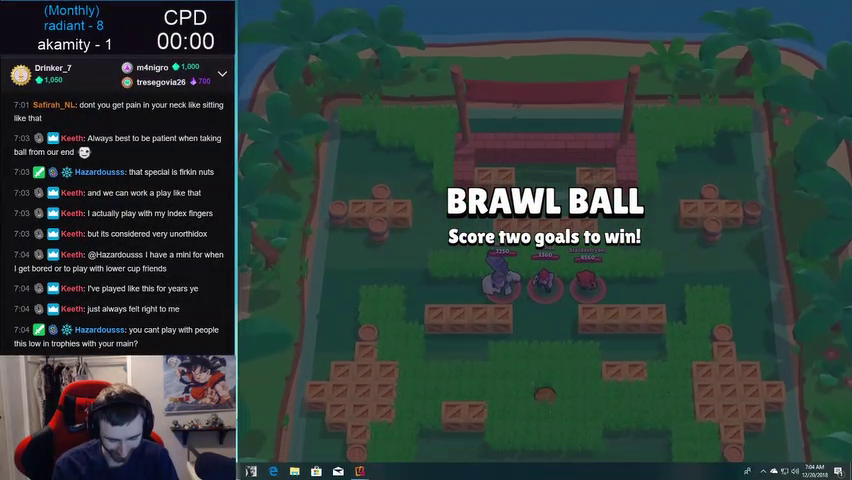 (Monthly)
radiant - 8
akamity - 1
CPD
00:00
Drinker_7
1,050
m4nigro 1,000
tresegovia26 700
7:01 Safirah_NL: dont you get pain in your neck like sitting
like that
7:03 Keeth: Always best to be patient when taking
ball from our end
7:03 Hazardousss: that special is firkin nuts
7:03 Keeth: and we can work a play like that
7:03 Keeth: I actually play with my index fingers
7:03 Keeth: but its considered very unorthidox
7:04 Keeth: @Hazardousss I have a mini for when
I get bored or to play with lower cup friends
7:04 Keeth: I've played like this for years ye
7:04 Keeth: just always felt right to me
7:04 Hazardousss: you cant play with people
this low in trophies with your main?
BRAWL BALL
Score two goals to win!
7:04 AM
12/20/2018